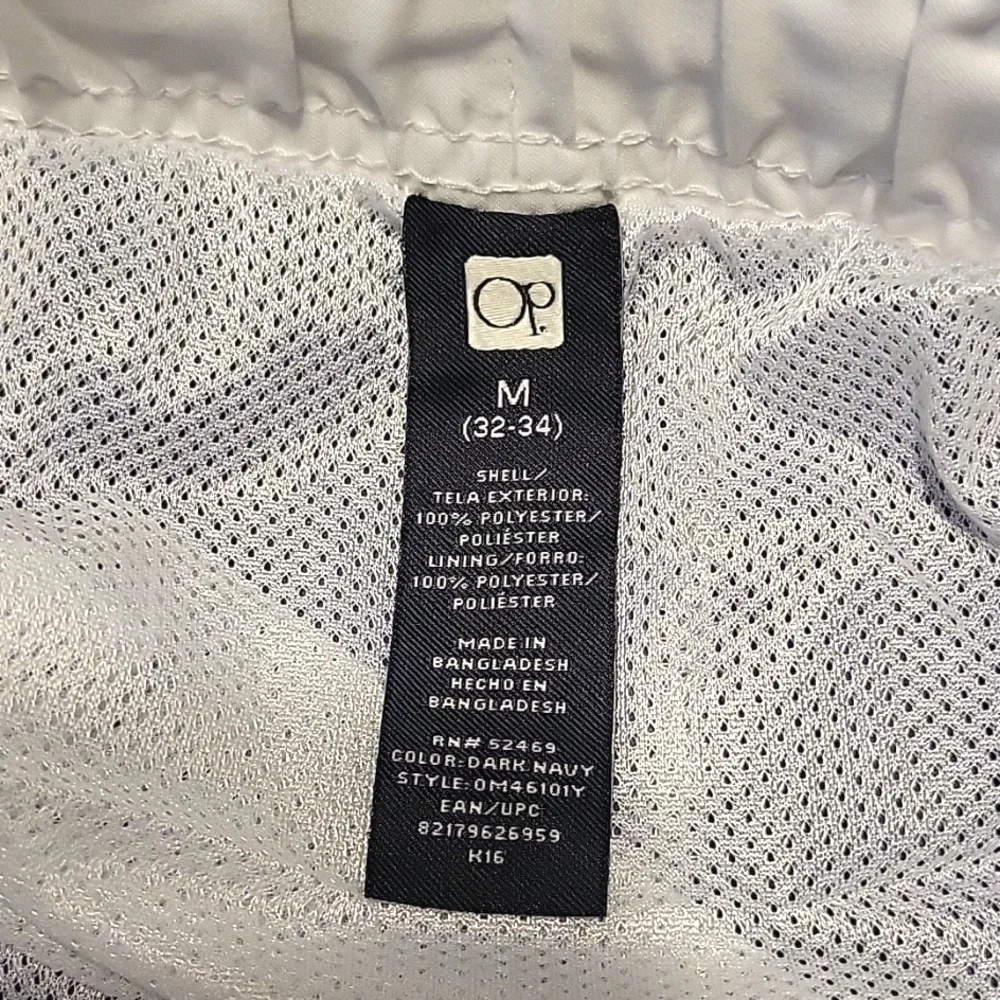 Op.
M
(32-34)
SHELL/
TELA EXTERIOR:
100% POLYESTER/
POLIÉSTER
LINING/FORRO:
100% POLYESTER/
POLIÉSTER
MADE IN
BANGLADESH
HECHO EN
BANGLADESH
RN# 52469
COLOR: DARK NAVY
STYLE: OM46101Y
EAN/UPC
82179626959
K16